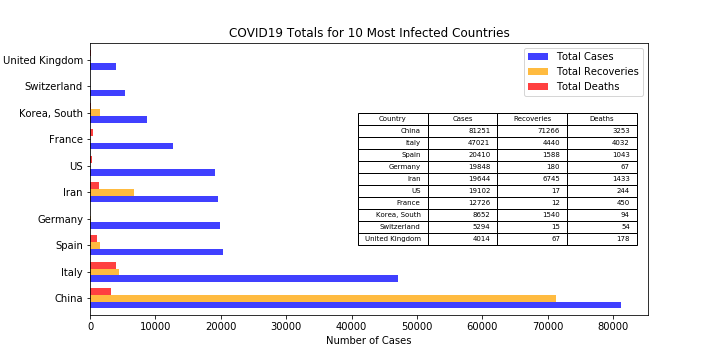 COVID19 Totals for 10 Most Infected Countries
United Kingdom
Switzerland
Korea, South
France
US
Iran
Germany
Spain
Italy
China
Total Cases
Total Recoveries
Total Deaths
Country Cases Recoveries Deaths
China 81251 71266 3253
Italy 47021 4440 4032
Spain 20410 1588 1043
Germany 19848 180 67
Iran 19644 6745 1433
US 19102 17 244
France 12726 12 450
Korea, South 8652 1540 94
Switzerland 5294 15 54
United Kingdom 4014 67 178
0 10000 20000 30000 40000 50000 60000 70000 80000
Number of Cases